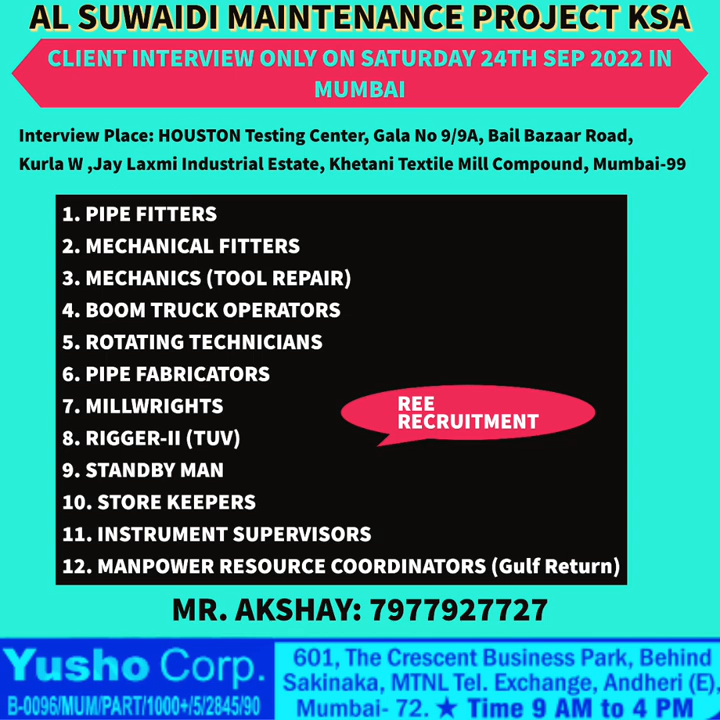 AL SUWAIDI MAINTENANCE PROJECT KSA
CLIENT INTERVIEW ONLY ON SATURDAY 24TH SEP 2022 IN
MUMBAI
Interview Place: HOUSTON Testing Center, Gala No 9/9A, Bail Bazaar Road,
Kurla W ,Jay Laxmi Industrial Estate, Khetani Textile Mill Compound, Mumbai-99
1. PIPE FITTERS
2. MECHANICAL FITTERS
3. MECHANICS (TOOL REPAIR)
4. BOOM TRUCK OPERATORS
5. ROTATING TECHNICIANS
6. PIPE FABRICATORS
7. MILLWRIGHTS
8. RIGGER-II (TUV)
9. STANDBY MAN
10. STORE KEEPERS
11. INSTRUMENT SUPERVISORS
12. MANPOWER RESOURCE COORDINATORS (Gulf Return)
REE
RECRUITMENT
MR. AKSHAY: 7977927727
Yusho Corp.
B-0096/MUM/PART/1000+/5/2845/90
601, The Crescent Business Park, Behind
Sakinaka, MTNL Tel. Exchange, Andheri (E),
Mumbai- 72. ★ Time 9 AM to 4 PM